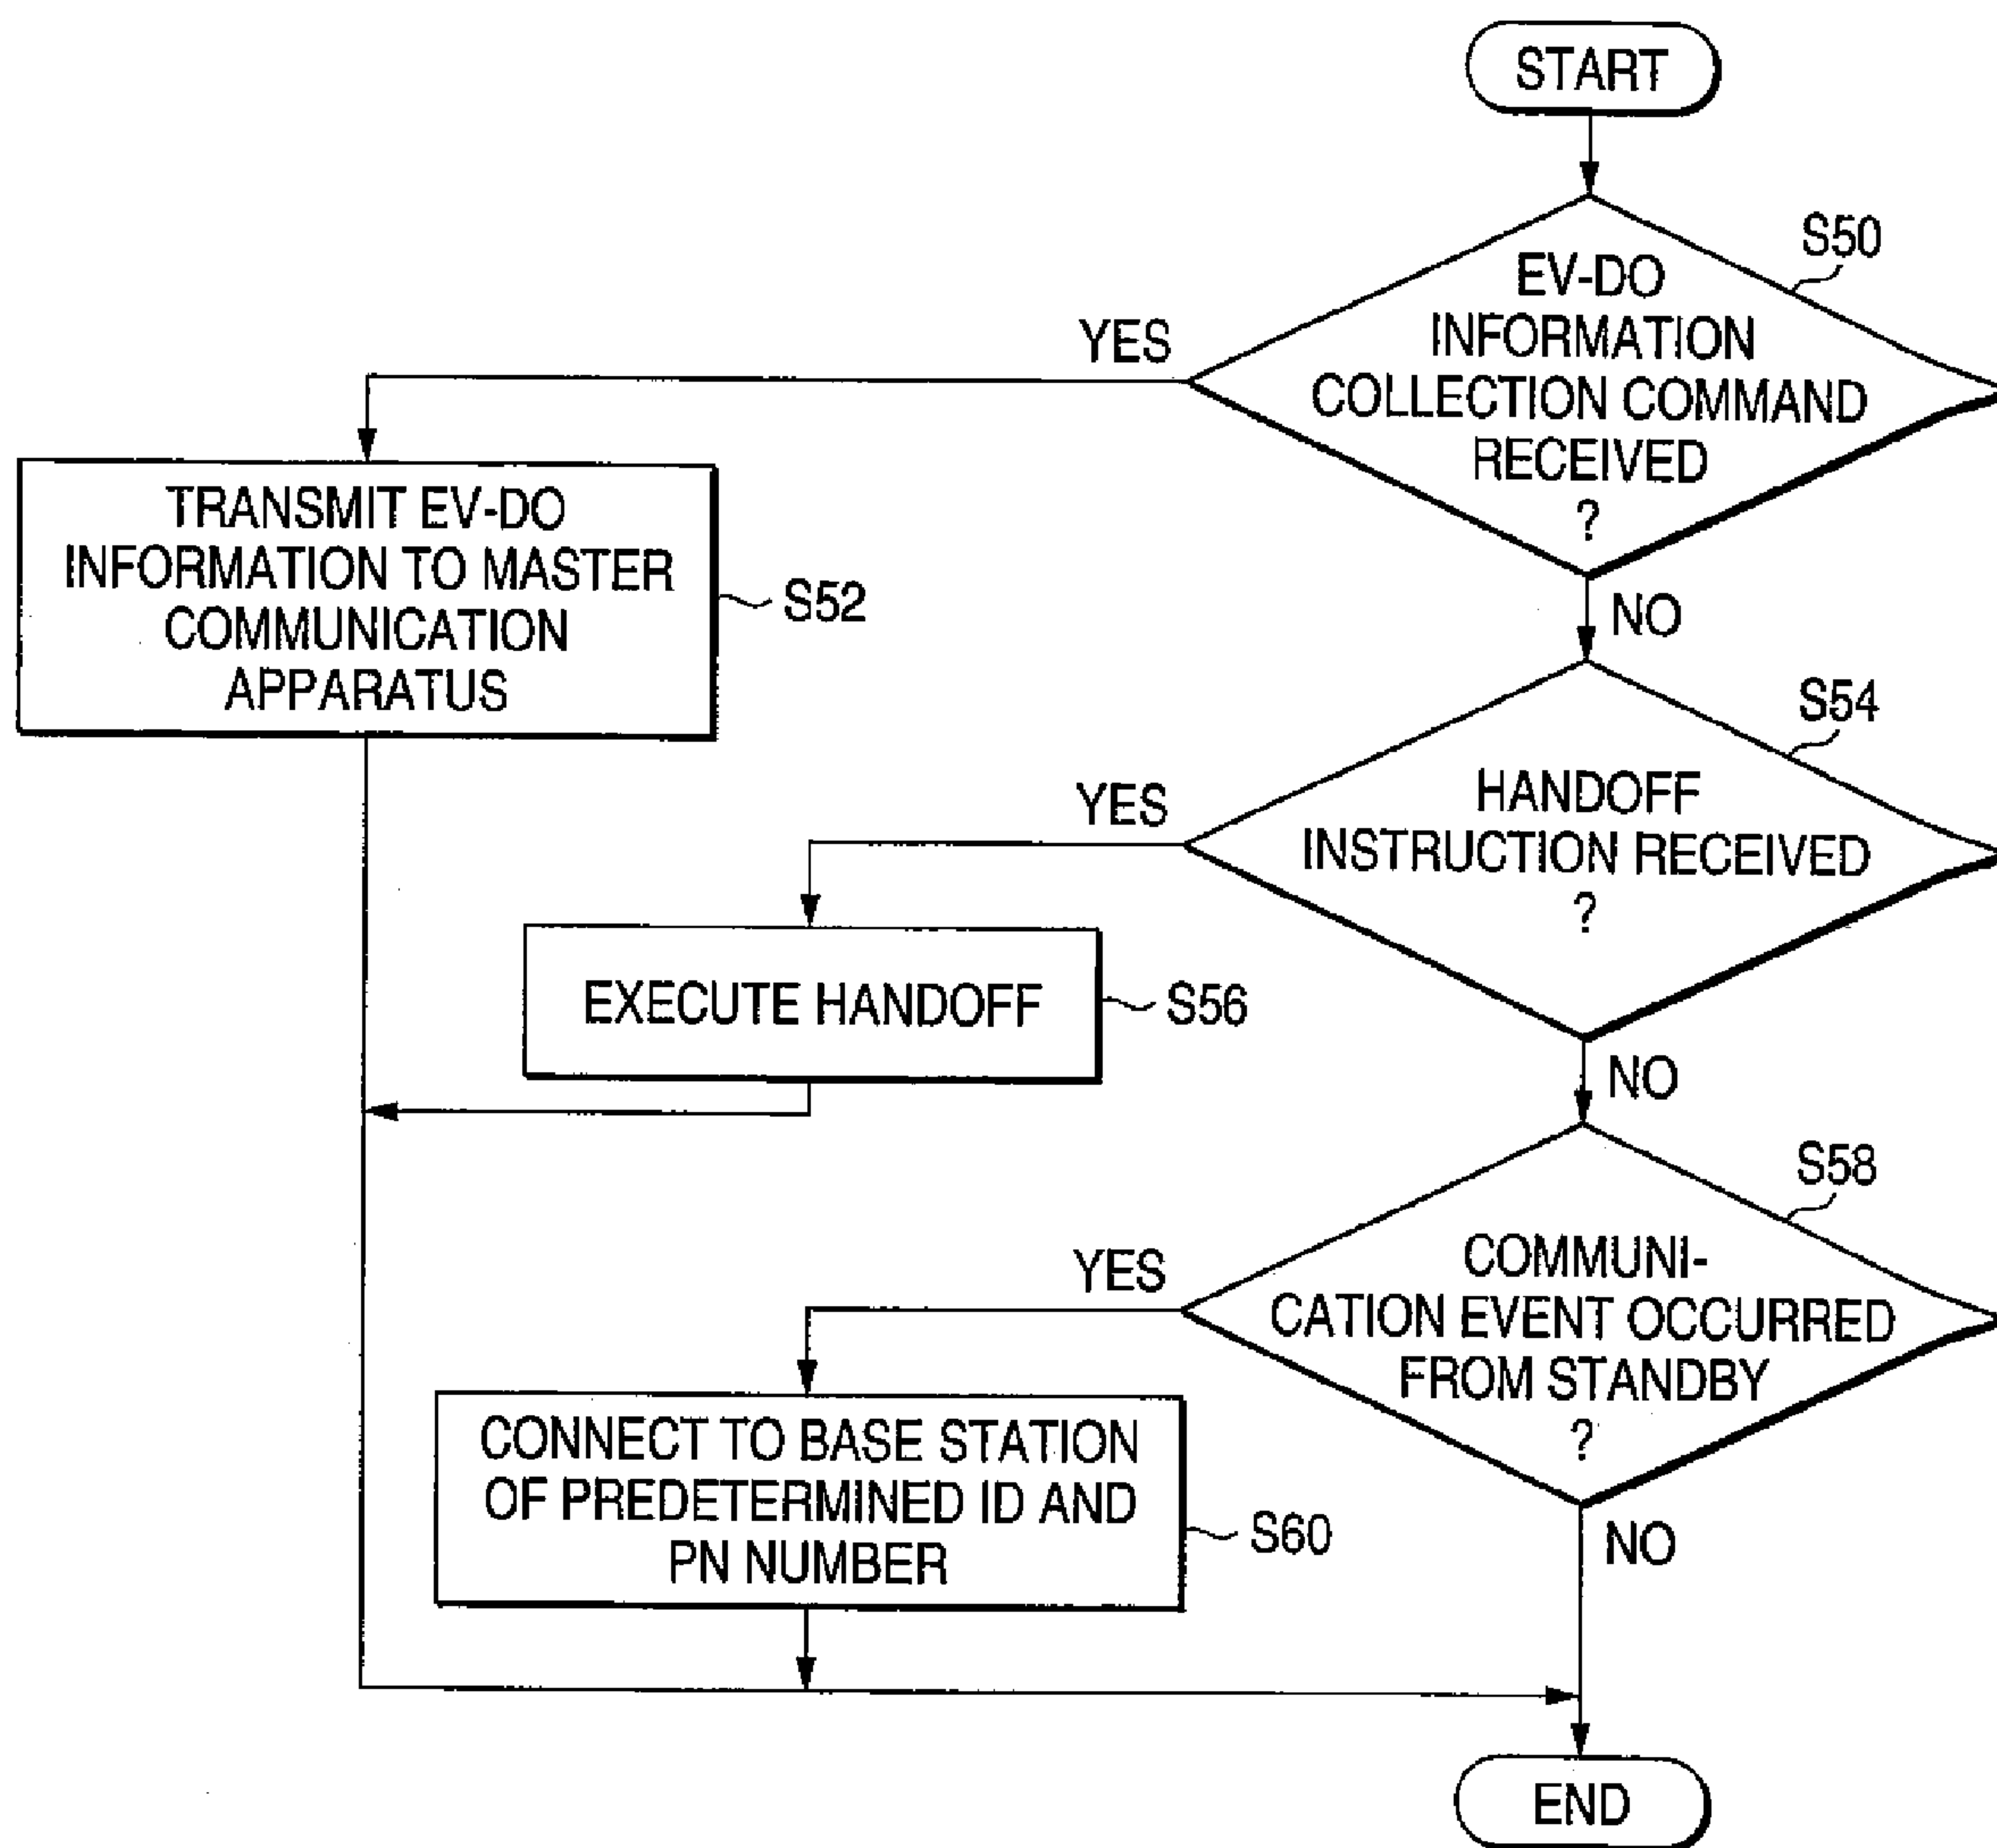 START
S50
EV-DO
INFORMATION
COLLECTION COMMAND
RECEIVED
?
YES
NO
TRANSMIT EV-DO
INFORMATION TO MASTER
COMMUNICATION
APPARATUS
S52
S54
HANDOFF
INSTRUCTION RECEIVED
?
YES
NO
EXECUTE HANDOFF
S56
S58
COMMUNI-
CATION EVENT OCCURRED
FROM STANDBY
?
YES
NO
CONNECT TO BASE STATION
OF PREDETERMINED ID AND
PN NUMBER
S60
END